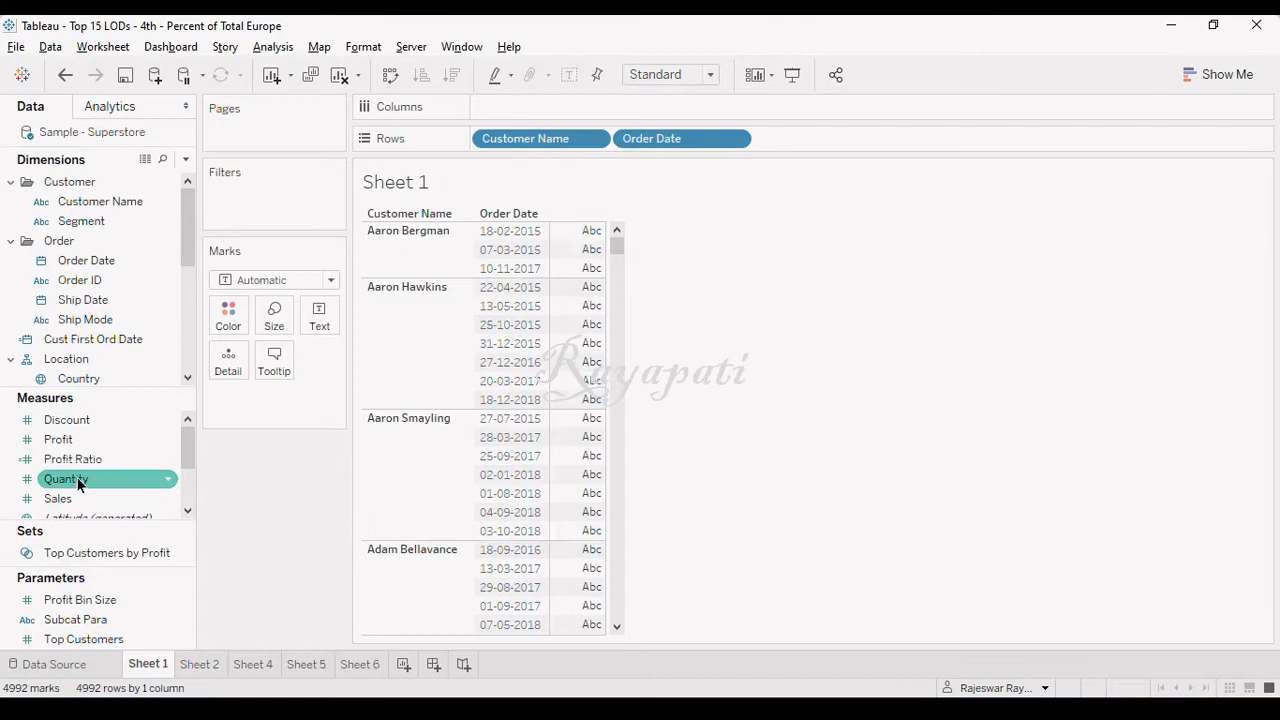 Tableau - Top 15 LODs - 4th - Percent of Total Europe
File Data Worksheet Dashboard Story Analysis Map Format Server Window Help
Standard
Show Me
Data Analytics
Pages
Columns
Sample - Superstore
Rows Customer Name Order Date
Dimensions
Filters
Customer
Customer Name
Segment
Order
Order Date
Order ID
Ship Date
Ship Mode
Cust First Ord Date
Location
Country
Measures
Discount
Profit
Profit Ratio
Quantity
Sales
Latitude (generated)
Sets
Top Customers by Profit
Parameters
Profit Bin Size
Subcat Para
Top Customers
Marks
Automatic
Color Size Text
Detail Tooltip
Sheet 1
Customer Name Order Date
Aaron Bergman 18-02-2015 Abc
07-03-2015 Abc
10-11-2017 Abc
Aaron Hawkins 22-04-2015 Abc
13-05-2015 Abc
25-10-2015 Abc
31-12-2015 Abc
27-12-2016 Abc
20-03-2017 Abc
18-12-2018 Abc
Aaron Smayling 27-07-2015 Abc
28-03-2017 Abc
25-09-2017 Abc
02-01-2018 Abc
01-08-2018 Abc
04-09-2018 Abc
03-10-2018 Abc
Adam Bellavance 18-09-2016 Abc
13-03-2017 Abc
29-08-2017 Abc
01-09-2017 Abc
07-05-2018 Abc
Rayapati
Data Source Sheet 1 Sheet 2 Sheet 4 Sheet 5 Sheet 6
4992 marks 4992 rows by 1 column
Rajeswar Ray...